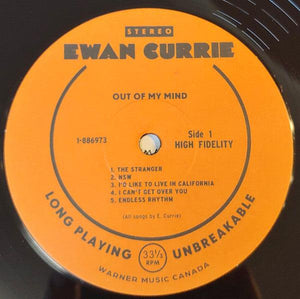 STEREO
EWAN CURRIE
OUT OF MY MIND
1-886973
Side 1
HIGH FIDELITY
1. THE STRANGER
2. NSW
3. I'D LIKE TO LIVE IN CALIFORNIA
4. I CAN'T GET OVER YOU
5. ENDLESS RHYTHM
(All songs by E. Currie)
LONG PLAYING
33⅓
RPM
UNBREAKABLE
WARNER MUSIC CANADA